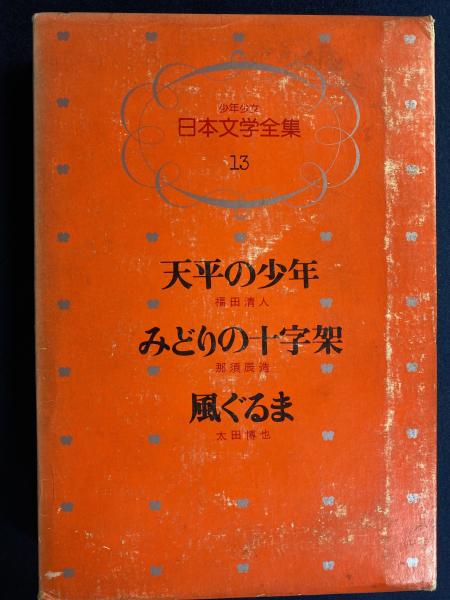 少年少女
日本文学全集
13
天平の少年
福田清人
みどりの十字架
那須辰造
風ぐるま
太田博也